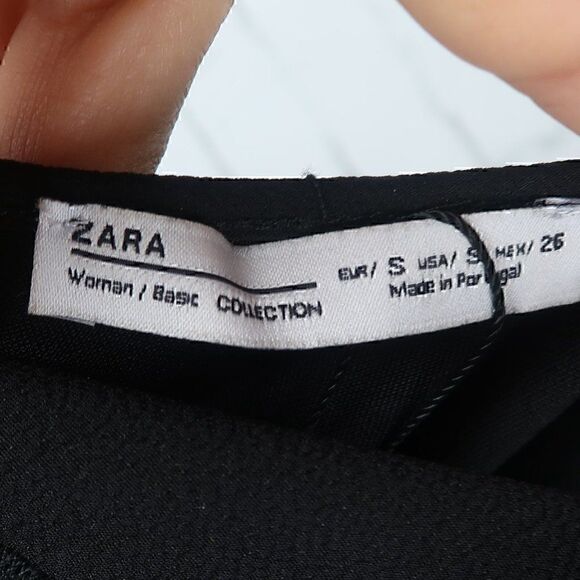 ZARA
Woman / Basic COLLECTION
EUR/ S USA/ S MEX/ 26
Made in Portugal